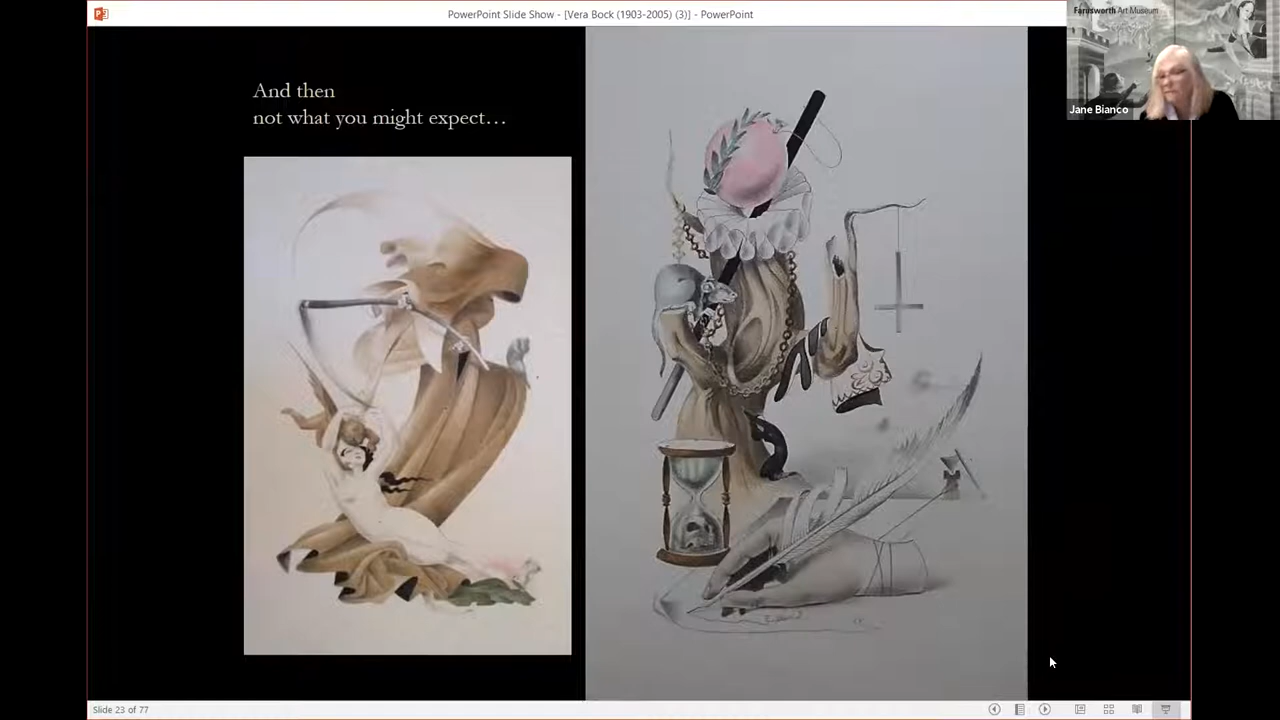 PowerPoint Slide Show - [Vera Bock (1903-2005) (3)] - PowerPoint
Farnsworth Art Museum
Jane Bianco
And then
not what you might expect…
Slide 23 of 77